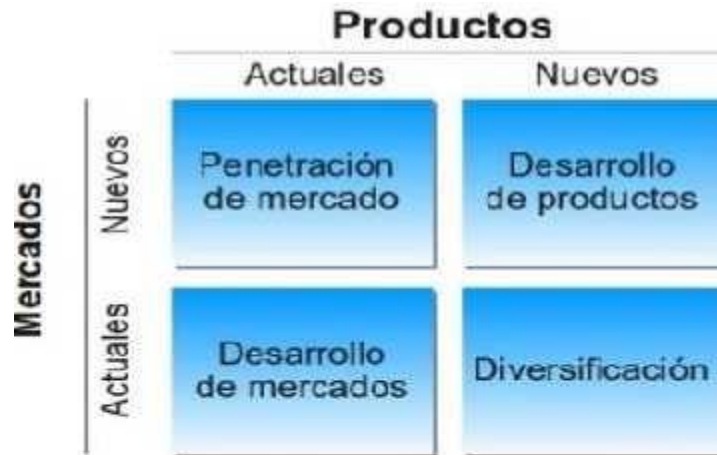 Productos
Actuales
Nuevos
Mercados
Nuevos
Penetración
de mercado
Desarrollo
de productos
Actuales
Desarrollo
de mercados
Diversificación